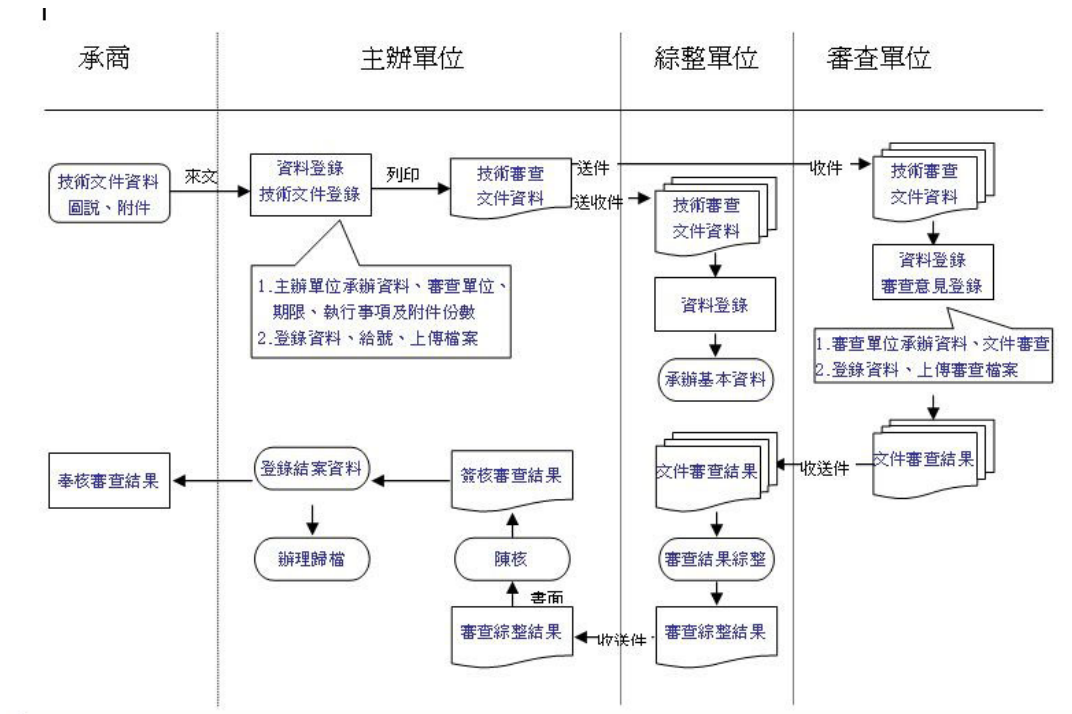 承商
主辦單位
綜整單位
審查單位
技術文件資料
圖說、附件
來文
資料登錄
技術文件登錄
列印
技術審查
文件資料
送件
送收件
收件
技術審查
文件資料
技術審查
文件資料
1.主辦單位承辦資料、審查單位、
期限、執行事項及附件份數
2.登錄資料、給號、上傳檔案
資料登錄
資料登錄
審查意見登錄
1.審查單位承辦資料、文件審查
2.登錄資料、上傳審查檔案
承辦基本資料
奉核審查結果
登錄結案資料
簽核審查結果
文件審查結果
收送件
文件審查結果
辦理歸檔
陳核
審查結果綜整
書面
審查綜整結果
收送件
審查綜整結果